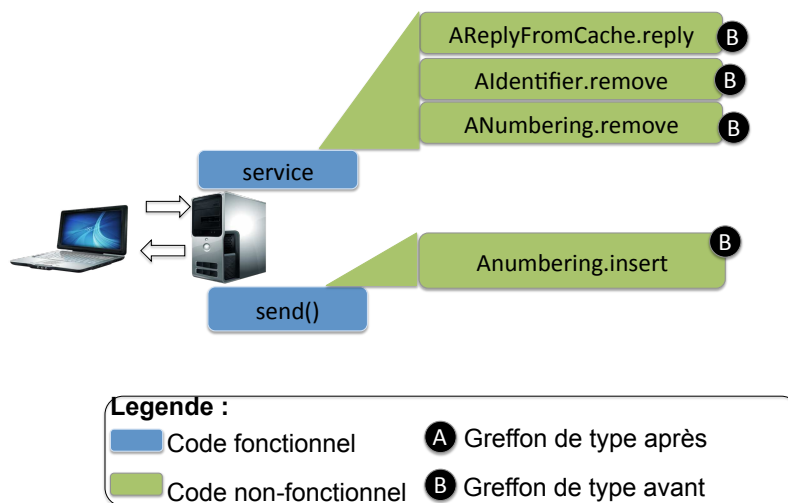 AReplyFromCache.reply B
AIdentifier.remove B
ANumbering.remove B
service
Anumbering.insert B
send()
Legende :
Code fonctionnel A Greffon de type après
Code non-fonctionnel B Greffon de type avant